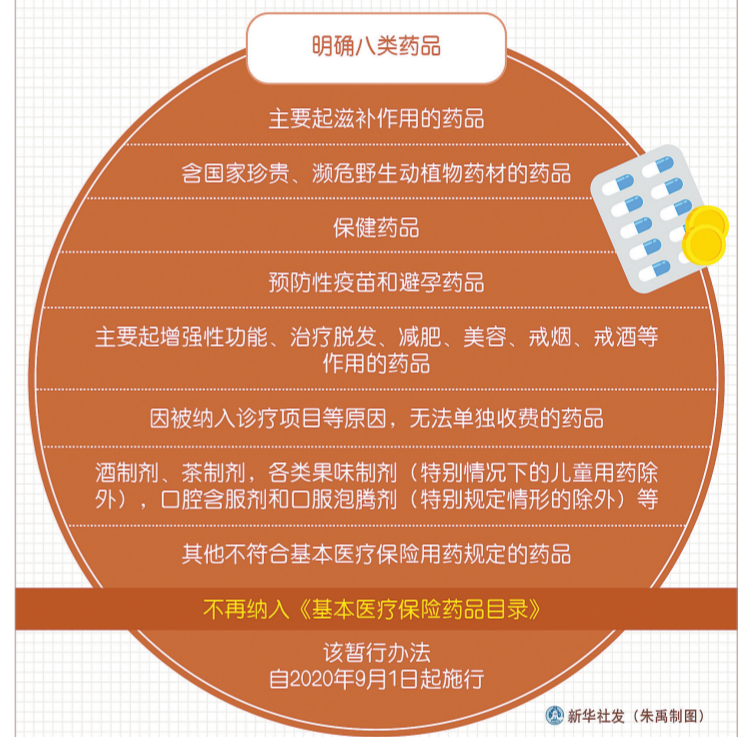 明确八类药品
主要起滋补作用的药品
含国家珍贵、濒危野生动植物药材的药品
保健药品
预防性疫苗和避孕药品
主要起增强性功能、治疗脱发、减肥、美容、戒烟、戒酒等
作用的药品
因被纳入诊疗项目等原因，无法单独收费的药品
酒制剂、茶制剂，各类果味制剂（特别情况下的儿童用药除
外），口腔含服剂和口服泡腾剂（特别规定情形的除外）等
其他不符合基本医疗保险用药规定的药品
不再纳入《基本医疗保险药品目录》
该暂行办法
自2020年9月1日起施行
新华社发（朱禹制图）